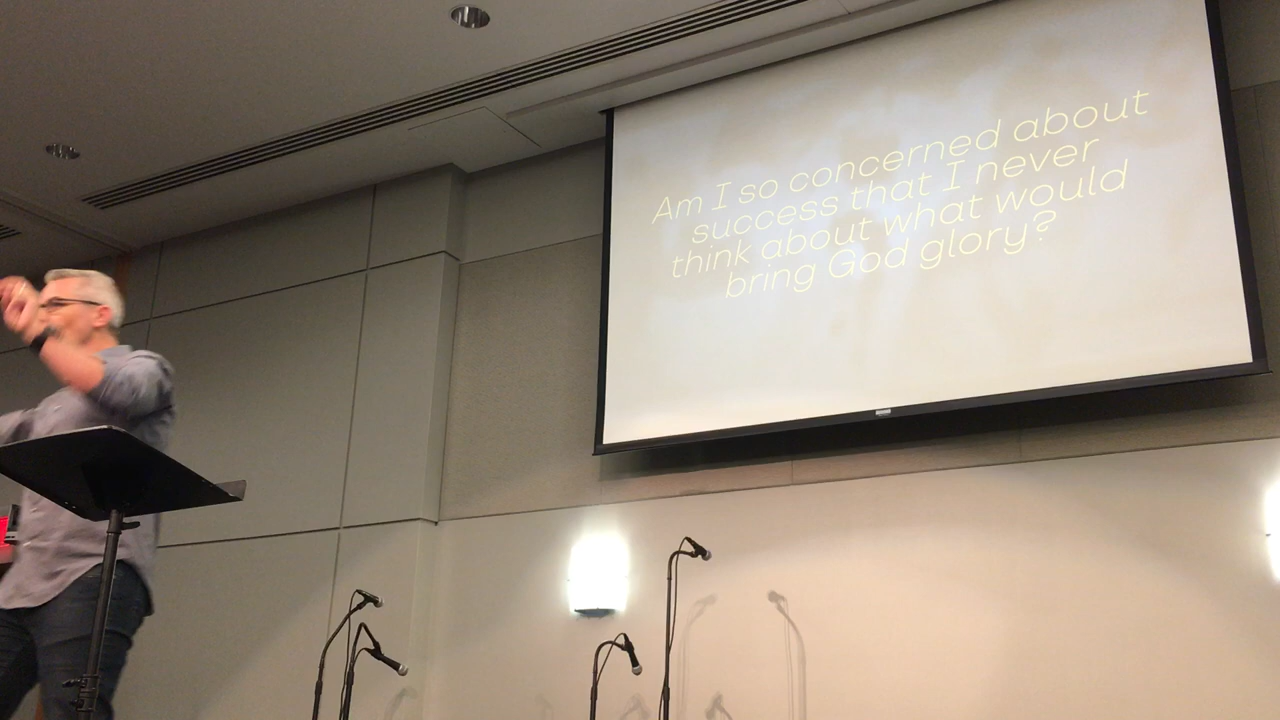 Am I so concerned about
success that I never
think about what would
bring God glory?